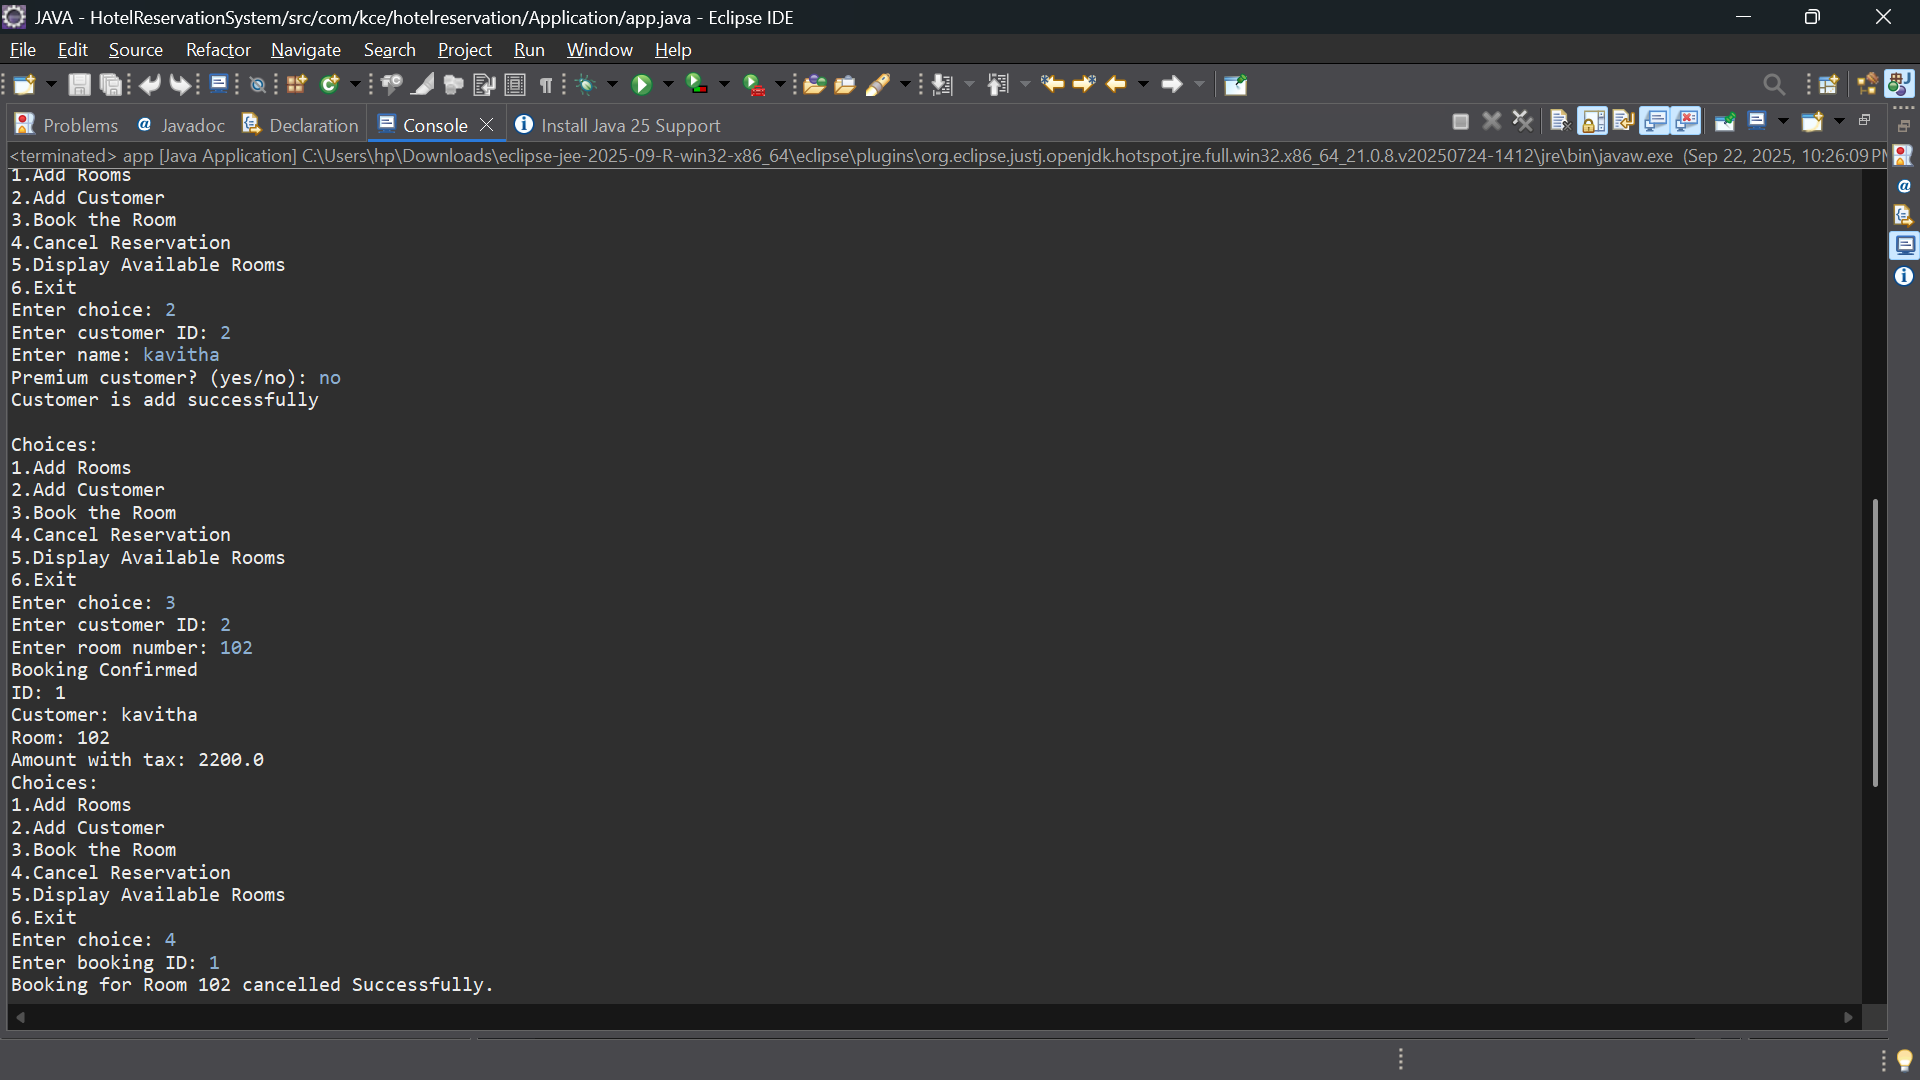 JAVA - HotelReservationSystem/src/com/kce/hotelreservation/Application/app.java - Eclipse IDE
File Edit Source Refactor Navigate Search Project Run Window Help
Problems Javadoc Declaration Console Install Java 25 Support
<terminated> app [Java Application] C:\Users\hp\Downloads\eclipse-jee-2025-09-R-win32-x86_64\eclipse\plugins\org.eclipse.justj.openjdk.hotspot.jre.full.win32.x86_64_21.0.8.v20250724-1412\jre\bin\javaw.exe (Sep 22, 2025, 10:26:09 PM
1.Add Rooms
2.Add Customer
3.Book the Room
4.Cancel Reservation
5.Display Available Rooms
6.Exit
Enter choice: 2
Enter customer ID: 2
Enter name: kavitha
Premium customer? (yes/no): no
Customer is add successfully
Choices:
1.Add Rooms
2.Add Customer
3.Book the Room
4.Cancel Reservation
5.Display Available Rooms
6.Exit
Enter choice: 3
Enter customer ID: 2
Enter room number: 102
Booking Confirmed
ID: 1
Customer: kavitha
Room: 102
Amount with tax: 2200.0
Choices:
1.Add Rooms
2.Add Customer
3.Book the Room
4.Cancel Reservation
5.Display Available Rooms
6.Exit
Enter choice: 4
Enter booking ID: 1
Booking for Room 102 cancelled Successfully.